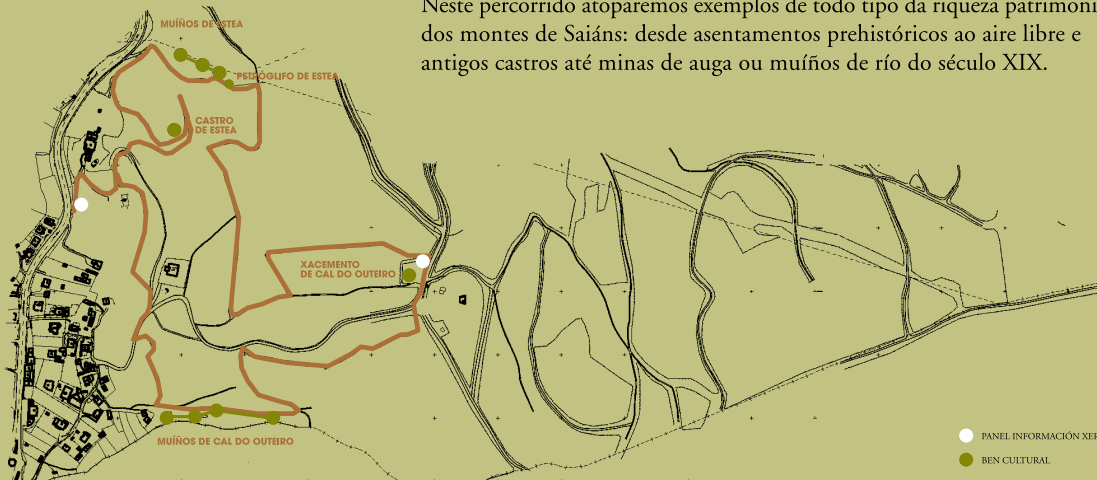 Neste percorrido atoparemos exemplos de todo tipo da riqueza
dos montes de Saiáns: desde asentamentos prehistóricos ao aire libre e
antigos castros até minas de auga ou muíños de río do século XIX.
MUÍÑOS DE ESTEA
PETRÓGLIFO DE ESTEA
CASTRO
DE ESTEA
XACEMENTO
DE CAL DO OUTEIRO
MUÍÑOS DE CAL DO OUTEIRO
PANEL INFORMACIÓN
BEN CULTURAL